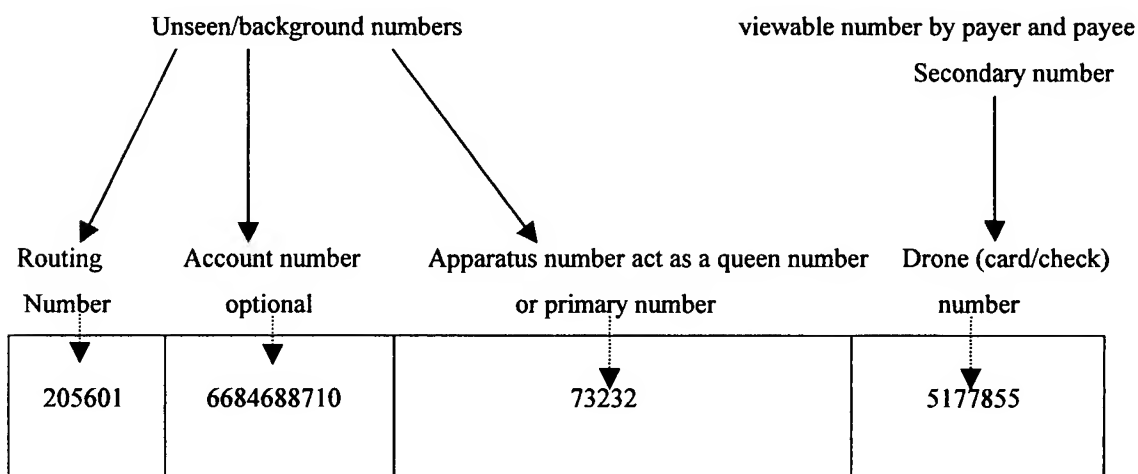 Unseen/background numbers viewable number by payer and payee
Secondary number
Routing Account number Apparatus number act as a queen number Drone (card/check)
Number optional or primary number number
205601 6684688710 73232 5177855